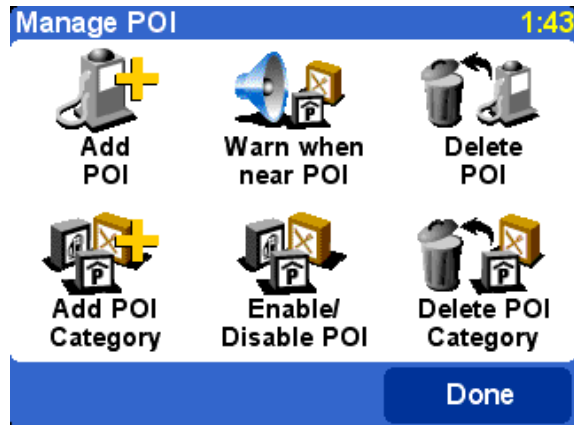 Manage POI 1:43
Add Warn when Delete
POI near POI POI
Add POI Enable/ Delete POI
Category Disable POI Category
Done